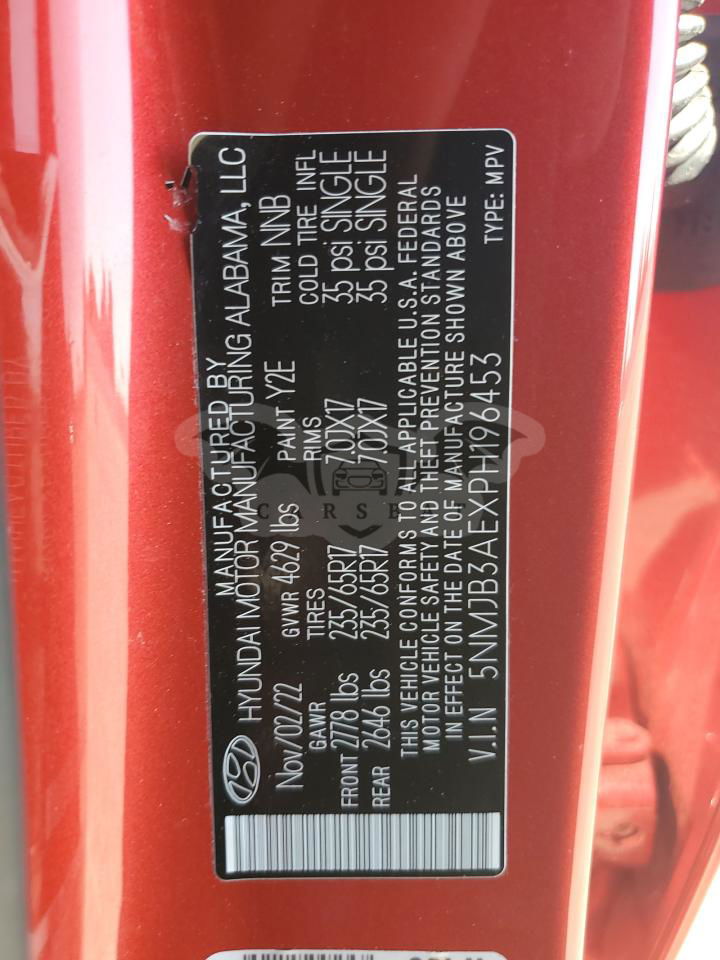 MANUFACTURED BY
HYUNDAI MOTOR MANUFACTURING ALABAMA, LLC
Nov/02/22 GVWR 4629 lbs PAINT Y2E TRIM NNB
GAWR TIRES RIMS COLD TIRE INFL
FRONT 2778 lbs 235/65R17 7.0JX17 35 psi SINGLE
REAR 2646 lbs 235/65R17 7.0JX17 35 psi SINGLE
THIS VEHICLE CONFORMS TO ALL APPLICABLE U.S.A. FEDERAL
MOTOR VEHICLE SAFETY AND THEFT PREVENTION STANDARDS
IN EFFECT ON THE DATE OF MANUFACTURE SHOWN ABOVE
V.I.N 5NMJB3AEXPH196453 TYPE: MPV